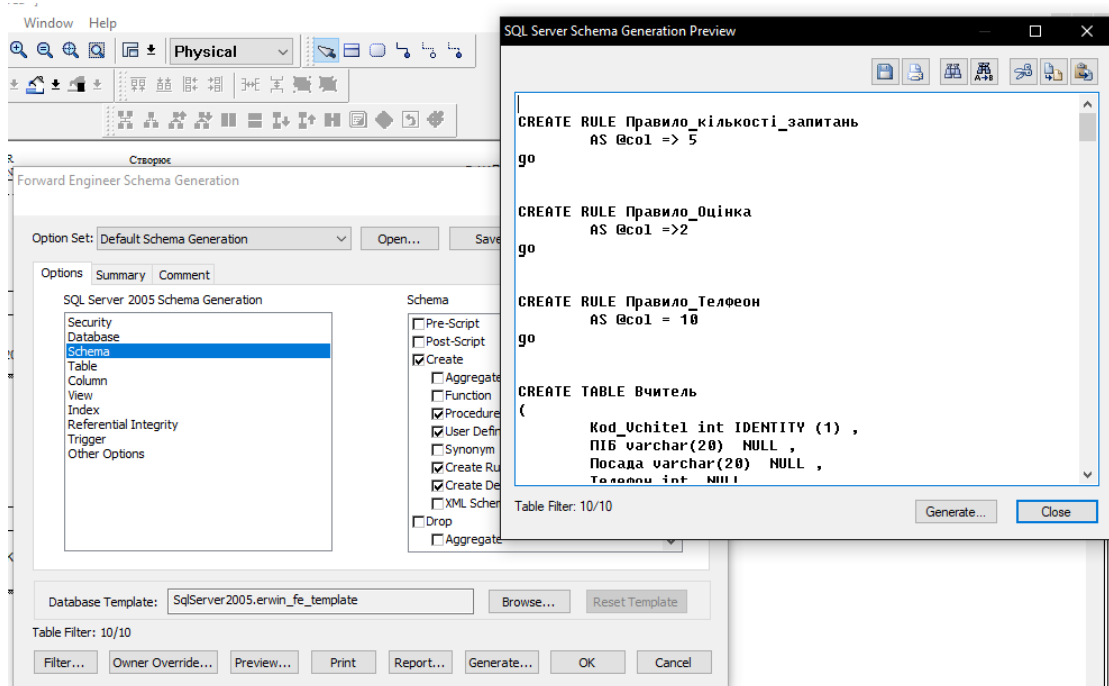 Window Help
Physical
Створює
Forward Engineer Schema Generation
Option Set: Default Schema Generation Open... Save
Options Summary Comment
SQL Server 2005 Schema Generation
Security
Database
Schema
Table
Column
View
Index
Referential Integrity
Trigger
Other Options
Schema
Pre-Script
Post-Script
Create
Aggregate
Function
Procedure
User Defin
Synonym
Create Ru
Create De
XML Scher
Drop
Aggregate
Database Template: SqlServer2005.erwin_fe_template Browse... Reset Template
Table Filter: 10/10
Filter... Owner Override... Preview... Print Report... Generate... OK Cancel
SQL Server Schema Generation Preview
CREATE RULE Правило_кількості_запитань
AS @col => 5
go
CREATE RULE Правило_Оцінка
AS @col =>2
go
CREATE RULE Правило_Телфеон
AS @col = 10
go
CREATE TABLE Вчитель
(
Kod_Vchitel int IDENTITY (1) ,
ПІБ varchar(20) NULL ,
Посада varchar(20) NULL ,
Телефон int NULL
Table Filter: 10/10
Generate... Close